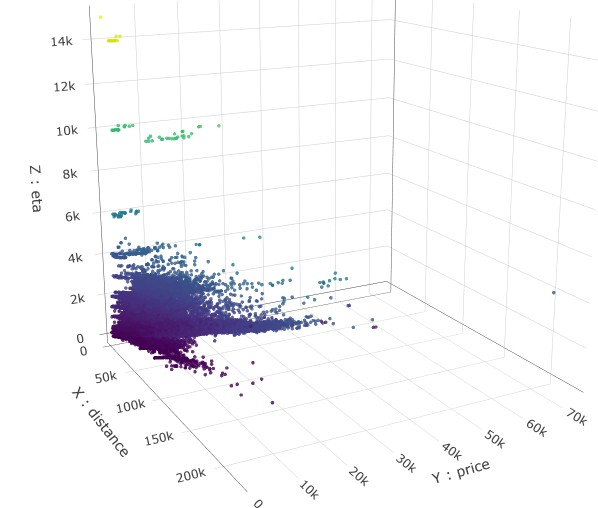 14k
12k
10k
8k
6k
4k
2k
0
Z : eta
0
50k
100k
150k
200k
X : distance
0
10k
20k
30k
40k
50k
60k
70k
Y : price